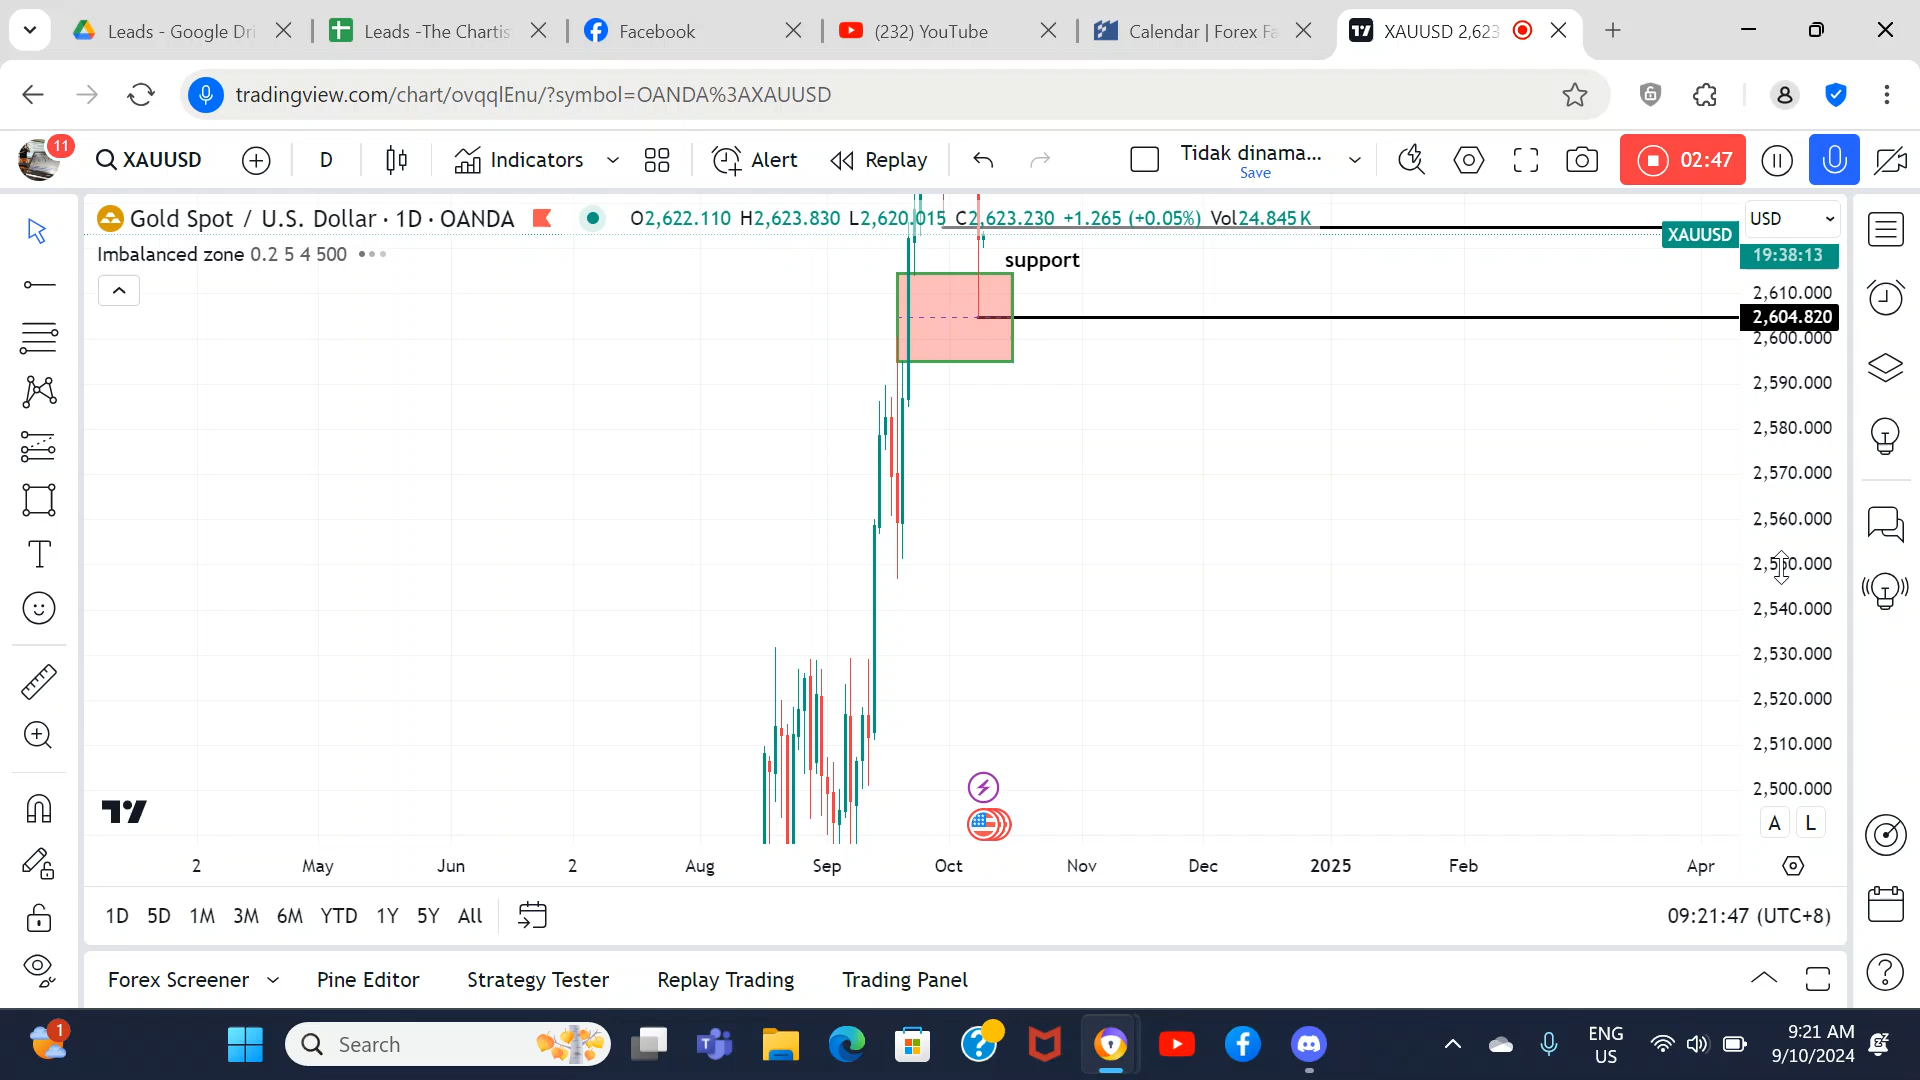 Leads - Google Dri
Leads -The Chartis
Facebook
(232) YouTube
Calendar | Forex Fa
XAUUSD 2,623
tradingview.com/chart/ovqqlEnu/?symbol=OANDA%3AXAUUSD
11
XAUUSD
D
Indicators
Alert
Replay
Tidak dinama...
Save
02:47
Gold Spot / U.S. Dollar · 1D · OANDA
O2,622.110 H2,623.830 L2,620.015 C2,623.230 +1.265 (+0.05%) Vol24.845K
USD
XAUUSD
19:38:13
Imbalanced zone 0.2 5 4 500
support
2,610.000
2,604.820
2,600.000
2,590.000
2,580.000
2,570.000
2,560.000
2,550.000
2,540.000
2,530.000
2,520.000
2,510.000
2,500.000
A L
2 May Jun 2 Aug Sep Oct Nov Dec 2025 Feb Apr
1D 5D 1M 3M 6M YTD 1Y 5Y All
09:21:47 (UTC+8)
Forex Screener
Pine Editor
Strategy Tester
Replay Trading
Trading Panel
1
Search
ENG
US
9:21 AM
9/10/2024